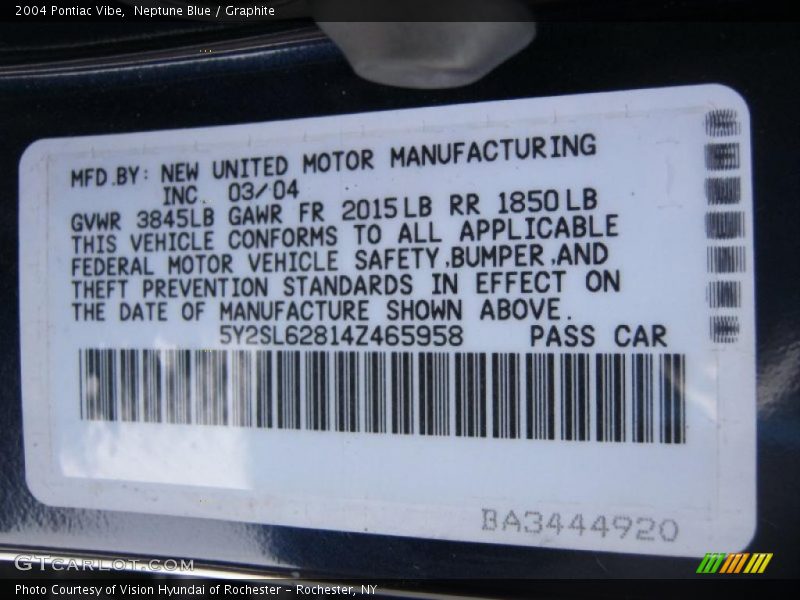 2004 Pontiac Vibe, Neptune Blue / Graphite
MFD.BY: NEW UNITED MOTOR MANUFACTURING
INC 03/04
GVWR 3845LB GAWR FR 2015LB RR 1850LB
THIS VEHICLE CONFORMS TO ALL APPLICABLE
FEDERAL MOTOR VEHICLE SAFETY,BUMPER,AND
THEFT PREVENTION STANDARDS IN EFFECT ON
THE DATE OF MANUFACTURE SHOWN ABOVE.
5Y2SL62814Z465958 PASS CAR
BA3444920
GTCARLOT.COM
Photo Courtesy of Vision Hyundai of Rochester - Rochester, NY